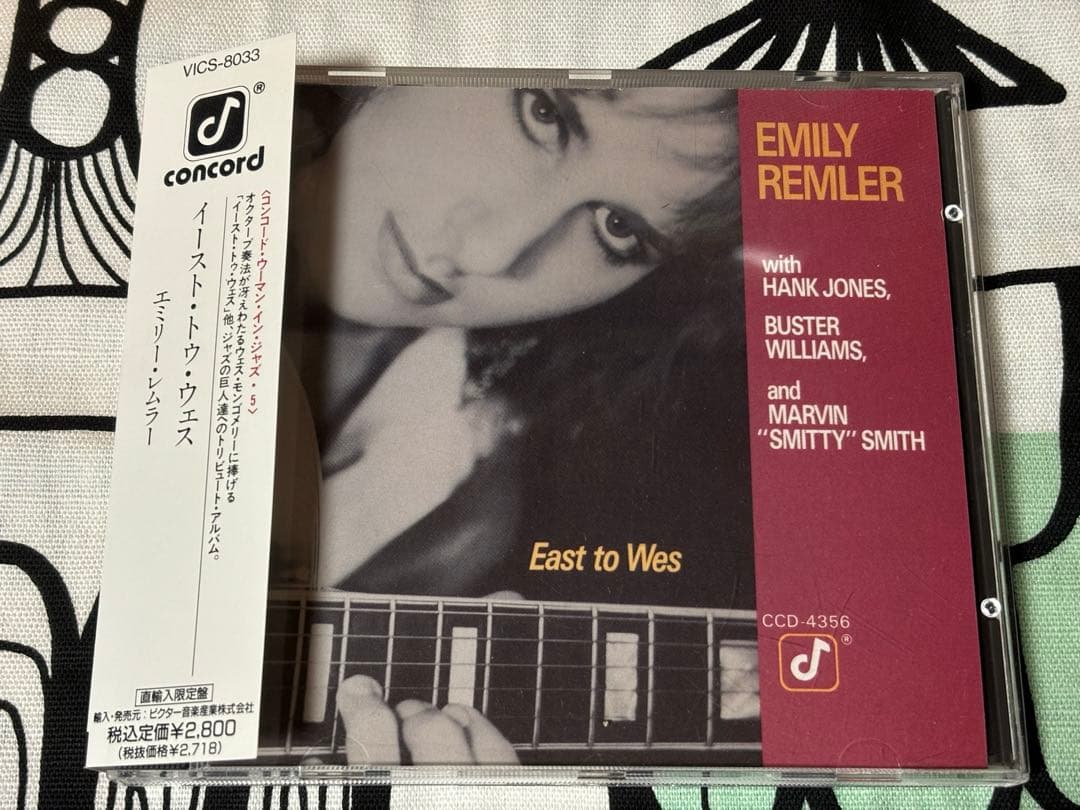 VICS-8033
concord
®
〈コンコード・ウーマン・イン・ジャズ・5〉
オクターブ奏法が冴えわたるウェス・モンゴメリーに捧げる
「イースト・トゥ・ウェス」他、ジャズの巨人達へのトリビュート・アルバム。
イースト・トゥ・ウェス
エミリー・レムラー
直輸入限定盤
輸入・発売元：ビクター音楽産業株式会社
税込定価¥2,800
(税抜価格¥2,718)
EMILY
REMLER
with
HANK JONES,
BUSTER
WILLIAMS,
and
MARVIN
“SMITTY” SMITH
East to Wes
CCD-4356
®